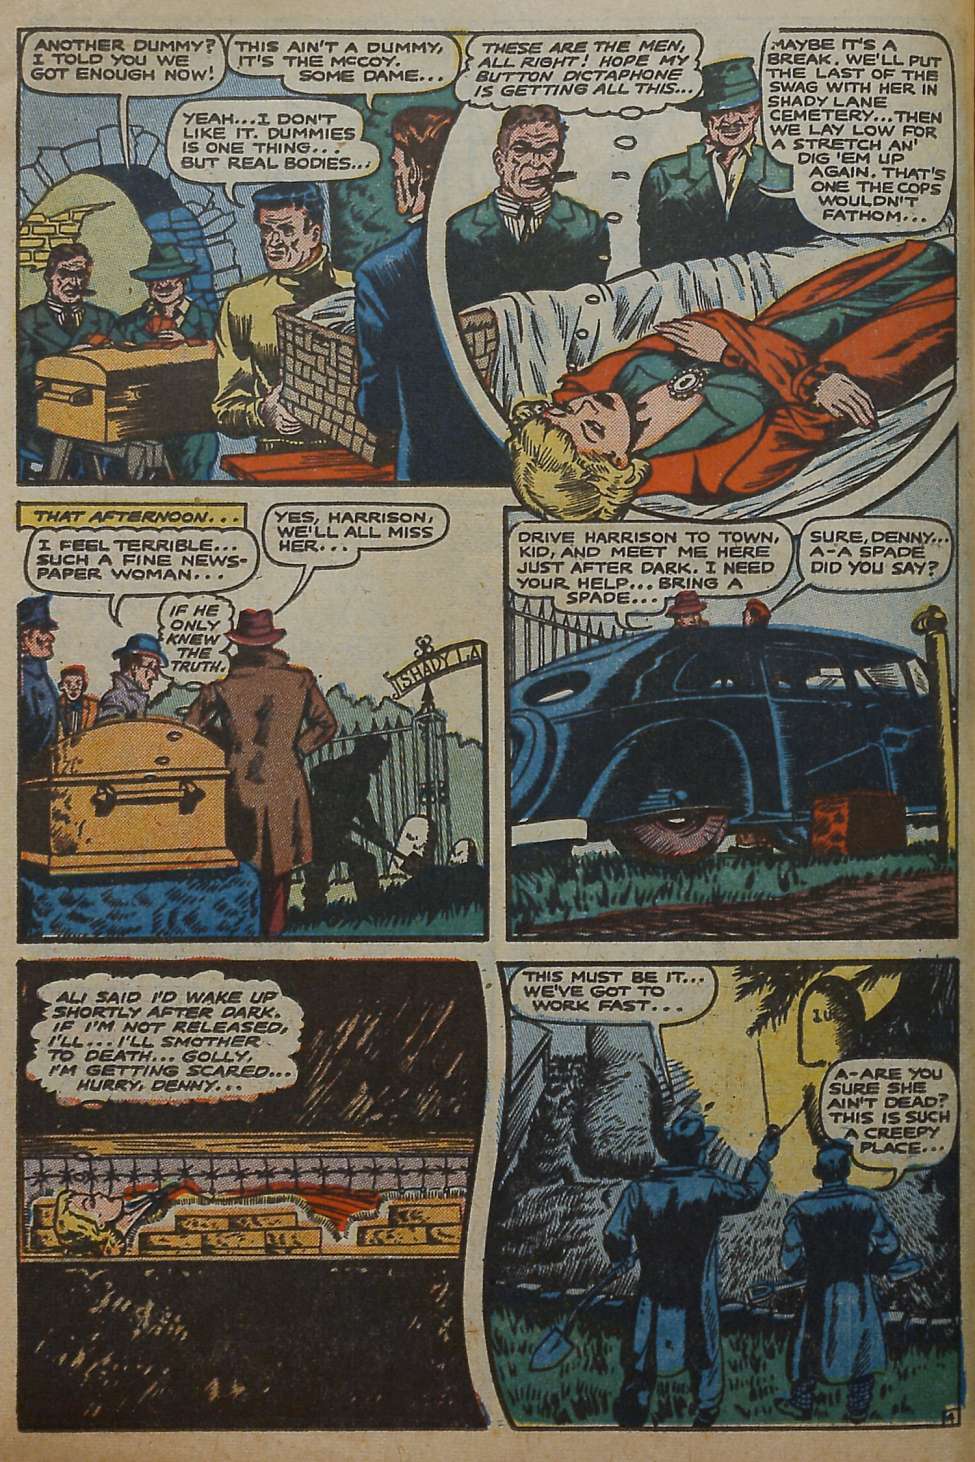 ANOTHER DUMMY?
I TOLD YOU WE
GOT ENOUGH NOW!
THIS AIN'T A DUMMY,
IT'S THE McCOY.
SOME DAME...
YEAH...I DON'T
LIKE IT. DUMMIES
IS ONE THING...
BUT REAL BODIES...
THESE ARE THE MEN,
ALL RIGHT! HOPE MY
BUTTON DICTAPHONE
IS GETTING ALL THIS...
MAYBE IT'S A
BREAK. WE'LL PUT
THE LAST OF THE
SWAG WITH HER IN
SHADY LANE
CEMETERY...THEN
WE LAY LOW FOR
A STRETCH AN'
DIG 'EM UP
AGAIN. THAT'S
ONE THE COPS
WOULDN'T
FATHOM...
THAT AFTERNOON...
I FEEL TERRIBLE...
SUCH A FINE NEWS-
PAPER WOMAN...
YES, HARRISON,
WE'LL ALL MISS
HER...
IF HE
ONLY
KNEW
THE
TRUTH.
SHADY LA
DRIVE HARRISON TO TOWN,
KID, AND MEET ME HERE
JUST AFTER DARK. I NEED
YOUR HELP... BRING A
SPADE...
SURE, DENNY...
A-A SPADE
DID YOU SAY?
ALI SAID I'D WAKE UP
SHORTLY AFTER DARK.
IF I'M NOT RELEASED,
I'LL... I'LL SMOTHER
TO DEATH... GOLLY,
I'M GETTING SCARED...
HURRY, DENNY...
THIS MUST BE IT...
WE'VE GOT TO
WORK FAST...
A-ARE YOU
SURE SHE
AIN'T DEAD?
THIS IS SUCH
A CREEPY
PLACE...